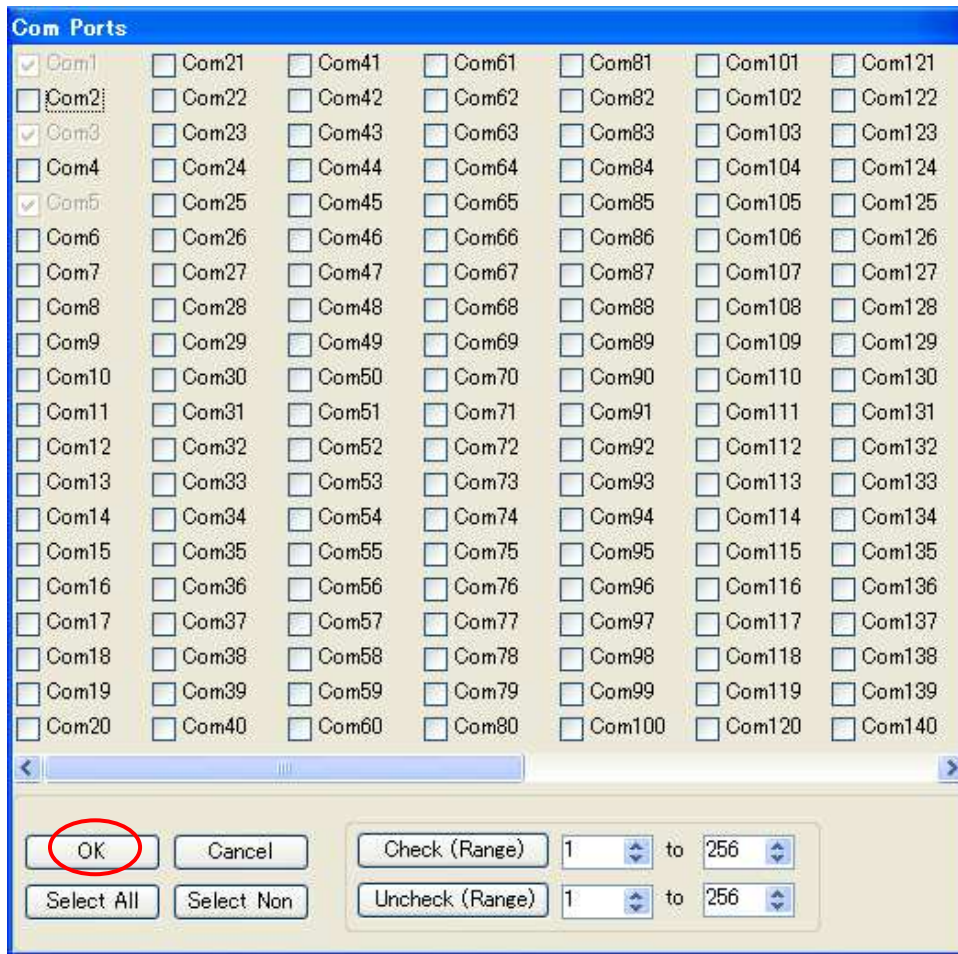 Com Ports
Com1 Com21 Com41 Com61 Com81 Com101 Com121
Com2 Com22 Com42 Com62 Com82 Com102 Com122
Com3 Com23 Com43 Com63 Com83 Com103 Com123
Com4 Com24 Com44 Com64 Com84 Com104 Com124
Com5 Com25 Com45 Com65 Com85 Com105 Com125
Com6 Com26 Com46 Com66 Com86 Com106 Com126
Com7 Com27 Com47 Com67 Com87 Com107 Com127
Com8 Com28 Com48 Com68 Com88 Com108 Com128
Com9 Com29 Com49 Com69 Com89 Com109 Com129
Com10 Com30 Com50 Com70 Com90 Com110 Com130
Com11 Com31 Com51 Com71 Com91 Com111 Com131
Com12 Com32 Com52 Com72 Com92 Com112 Com132
Com13 Com33 Com53 Com73 Com93 Com113 Com133
Com14 Com34 Com54 Com74 Com94 Com114 Com134
Com15 Com35 Com55 Com75 Com95 Com115 Com135
Com16 Com36 Com56 Com76 Com96 Com116 Com136
Com17 Com37 Com57 Com77 Com97 Com117 Com137
Com18 Com38 Com58 Com78 Com98 Com118 Com138
Com19 Com39 Com59 Com79 Com99 Com119 Com139
Com20 Com40 Com60 Com80 Com100 Com120 Com140
OK Cancel Check (Range) 1 to 256
Select All Select Non Uncheck (Range) 1 to 256